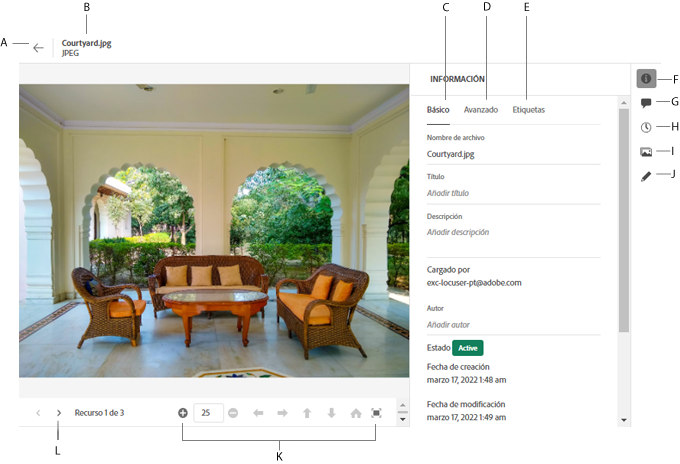 B
C
D
E
A
Courtyard.jpg
JPEG
INFORMACIÓN
F
Básico
Avanzado
Etiquetas
G
Nombre de archivo
H
Courtyard.jpg
I
Título
J
Añadir título
Descripción
Añadir descripción
Cargado por
exc-locuser-pt@adobe.com
Autor
Añadir autor
Estado Active
Fecha de creación
marzo 17, 2022 1:48 am
Fecha de modificación
marzo 17, 2022 1:49 am
Recurso 1 de 3
25
L
K